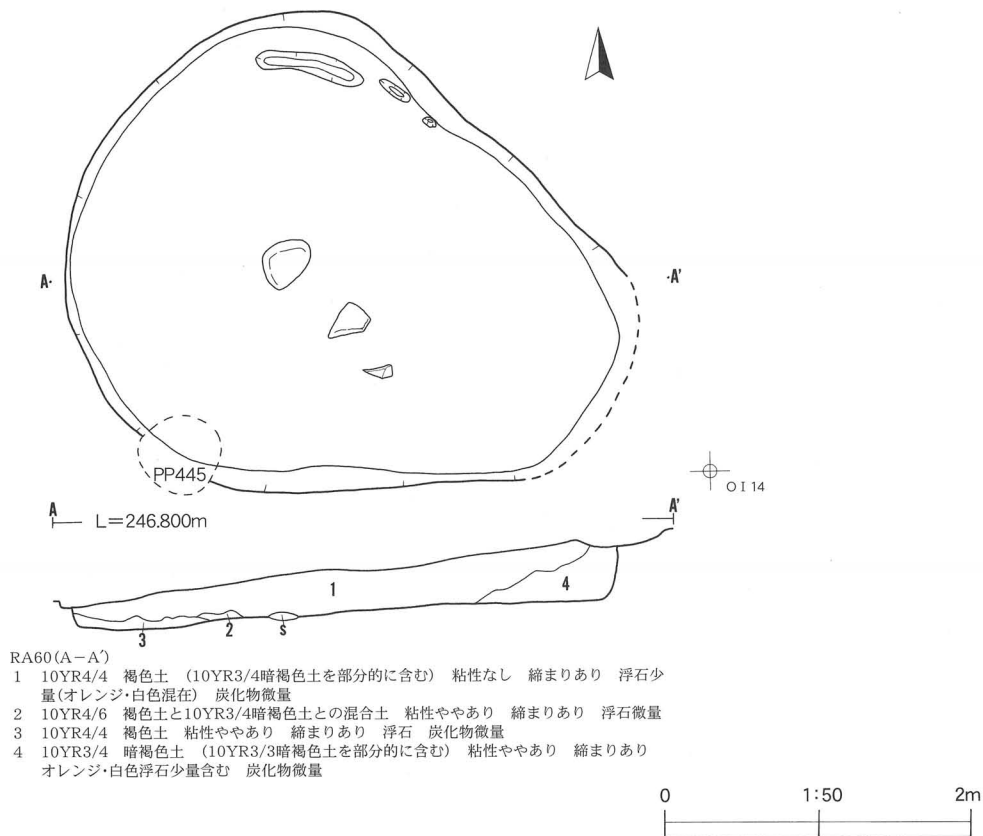 A・
・A'
PP445
O I 14
A
A'
L=246.800m
1
4
3
2
s
RA60(A−A')
1 10YR4/4 褐色土 (10YR3/4暗褐色土を部分的に含む) 粘性なし 締まりあり 浮石少
量(オレンジ・白色混在) 炭化物微量
2 10YR4/6 褐色土と10YR3/4暗褐色土との混合土 粘性ややあり 締まりあり 浮石微量
3 10YR4/4 褐色土 粘性ややあり 締まりあり 浮石 炭化物微量
4 10YR3/4 暗褐色土 (10YR3/3暗褐色土を部分的に含む) 粘性ややあり 締まりあり
オレンジ・白色浮石少量含む 炭化物微量
0 1:50 2m